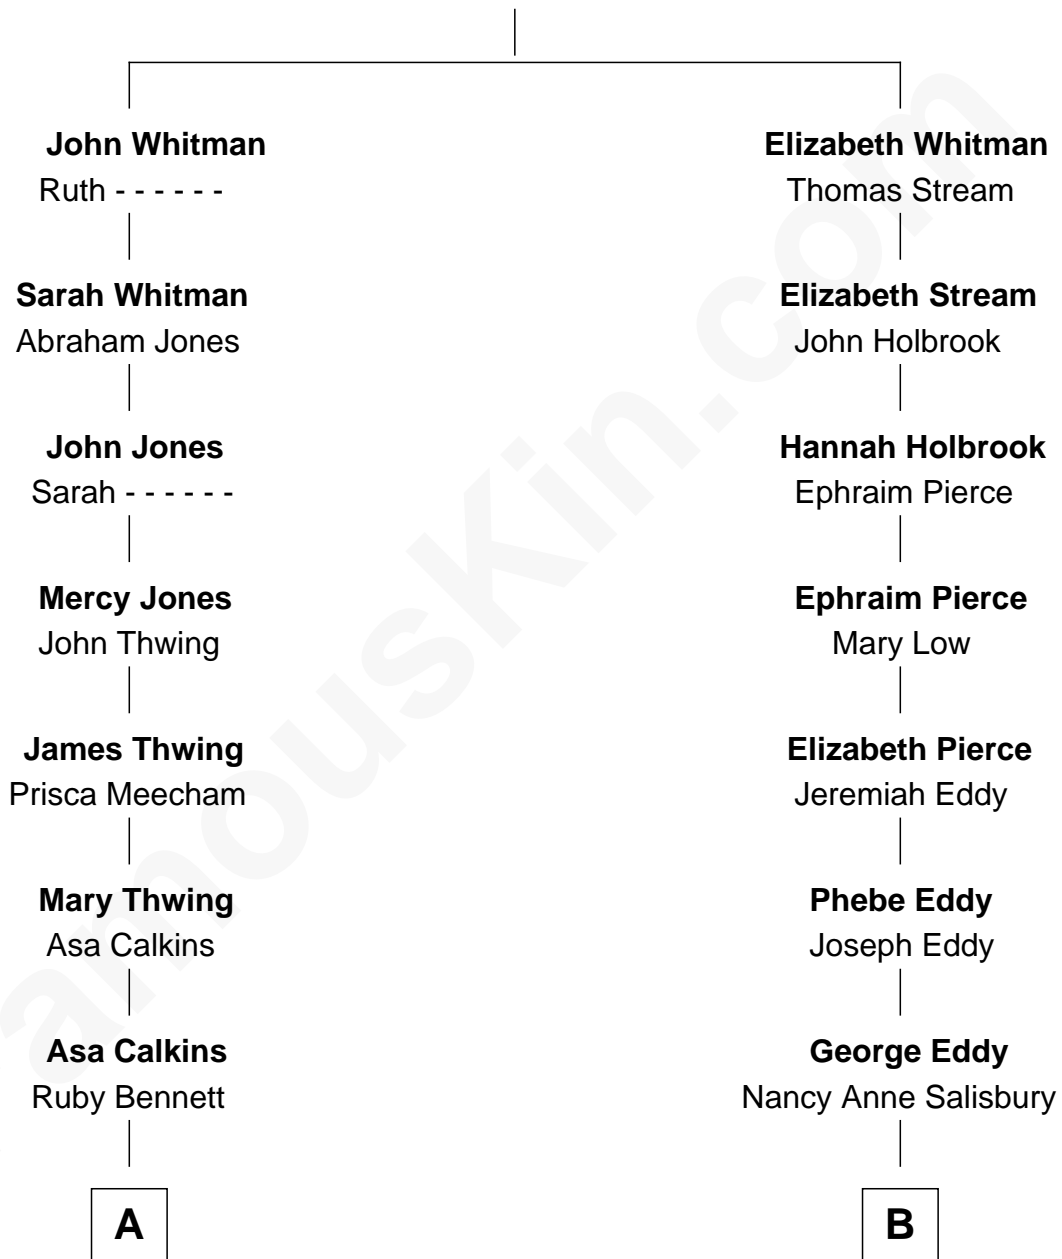 John Whitman
Ruth - - - - - -
Elizabeth Whitman
Thomas Stream
Sarah Whitman
Abraham Jones
Elizabeth Stream
John Holbrook
John Jones
Sarah - - - - - -
Hannah Holbrook
Ephraim Pierce
Mercy Jones
John Thwing
Ephraim Pierce
Mary Low
James Thwing
Prisca Meecham
Elizabeth Pierce
Jeremiah Eddy
Mary Thwing
Asa Calkins
Phebe Eddy
Joseph Eddy
Asa Calkins
Ruby Bennett
George Eddy
Nancy Anne Salisbury
A
B
amousKin.com